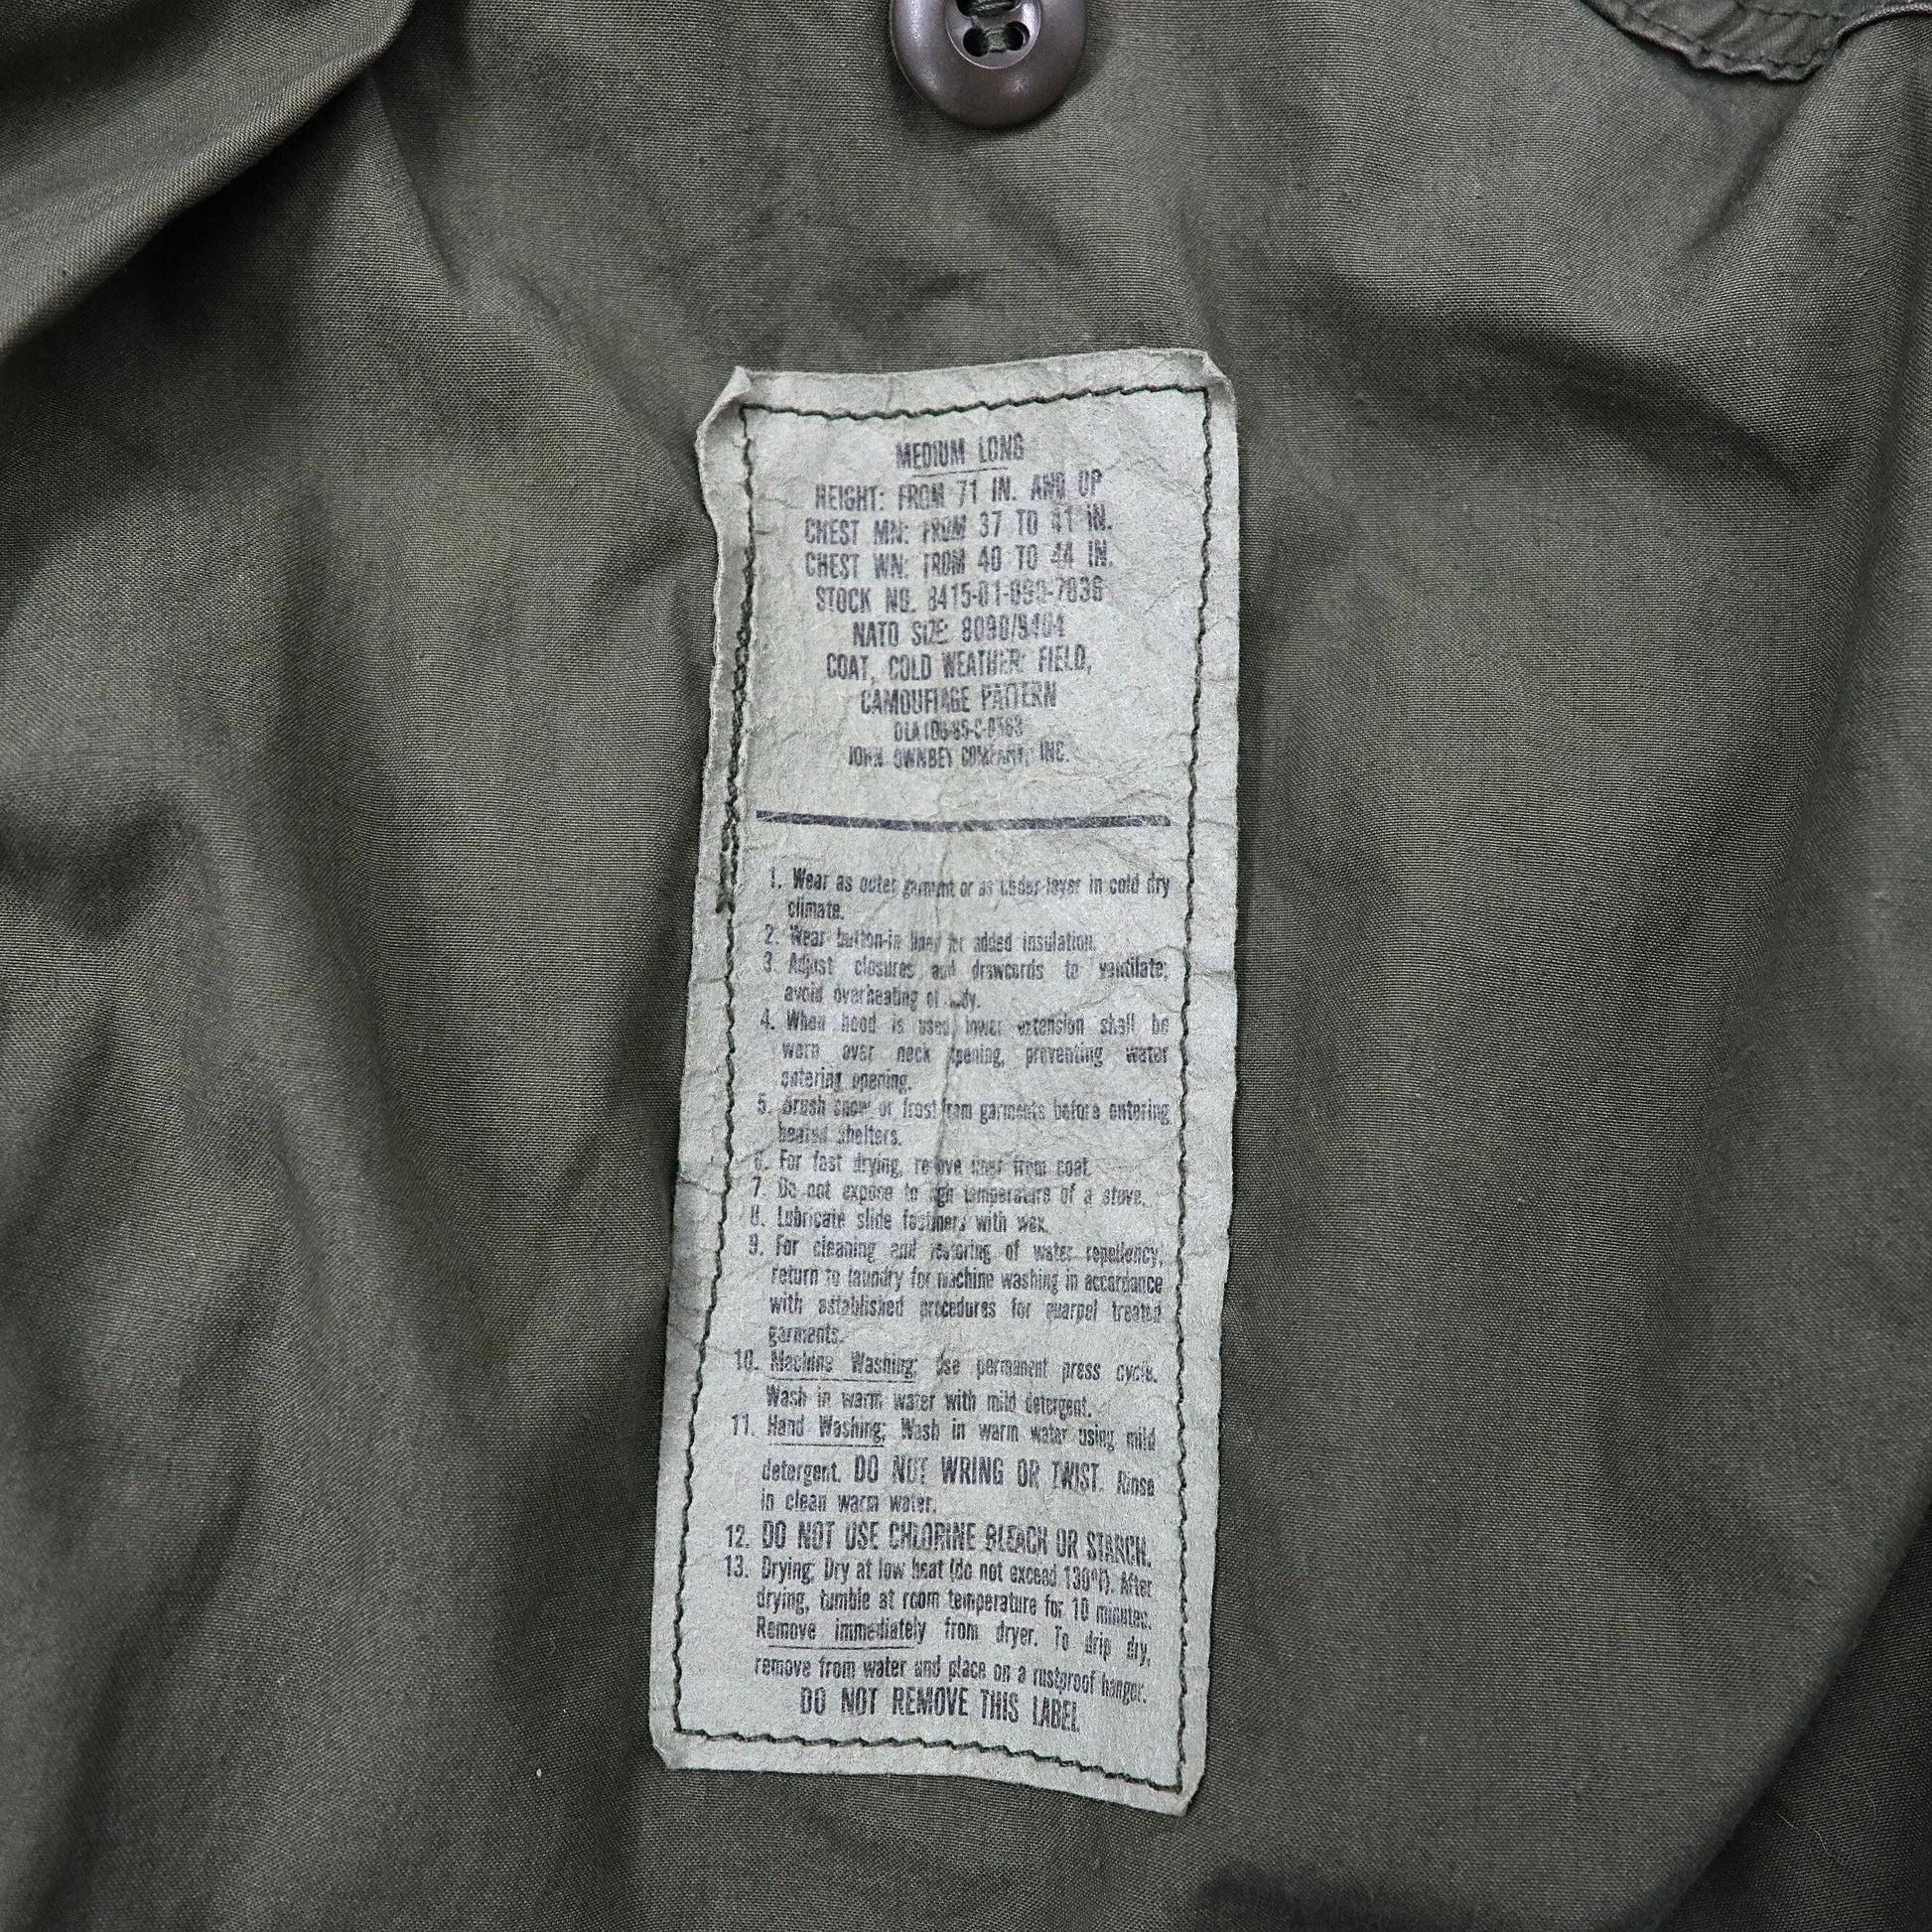 MEDIUM LONG
HEIGHT: FROM 71 IN. AND UP
CHEST MN: FROM 37 TO 41 IN.
CHEST WN: FROM 40 TO 44 IN.
STOCK NO. 8415-01-099-7836
NATO SIZE: 8090/9404
COAT, COLD WEATHER: FIELD,
CAMOUFLAGE PATTERN
JOHN OWNBEY COMPANY, INC.
1. Wear as outer garment or as under-layer in cold dry
climate.
2. Wear button-in liner for added insulation.
3. Adjust closures and drawcords to ventilate;
avoid overheating of body.
4. When hood is used lower extension shall be
worn over neck opening, preventing water
entering opening.
5. Brush snow or frost from garments before entering
heated shelters.
6. For fast drying, remove liner from coat.
7. Do not expose to high temperature of a stove.
8. Lubricate slide fastners with wax.
9. For cleaning and restoring of water repellency,
return to laundry for machine washing in accordance
with established procedures for quarpel treated
garments.
10. Machine Washing; Use permanent press cycle.
Wash in warm water with mild detergent.
11. Hand Washing; Wash in warm water using mild
detergent. DO NOT WRING OR TWIST. Rinse
in clean warm water.
12. DO NOT USE CHLORINE BLEACH OR STARCH.
13. Drying; Dry at low heat (do not exceed 130°F). After
drying, tumble at room temperature for 10 minutes.
Remove immediately from dryer. To drip dry,
remove from water and place on a rustproof hanger.
DO NOT REMOVE THIS LABEL